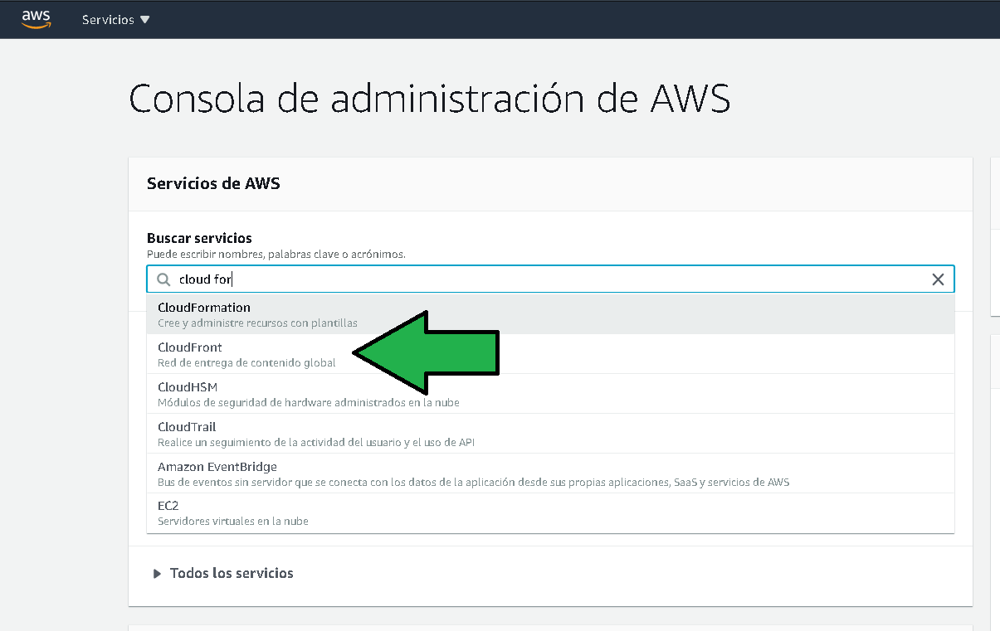 aws
Servicios
Consola de administración de AWS
Servicios de AWS
Buscar servicios
Puede escribir nombres, palabras clave o acrónimos.
cloud for
CloudFormation
Cree y administre recursos con plantillas
CloudFront
Red de entrega de contenido global
CloudHSM
Módulos de seguridad de hardware administrados en la nube
CloudTrail
Realice un seguimiento de la actividad del usuario y el uso de API
Amazon EventBridge
Bus de eventos sin servidor que se conecta con los datos de la aplicación desde sus propias aplicaciones, SaaS y servicios de AWS
EC2
Servidores virtuales en la nube
Todos los servicios